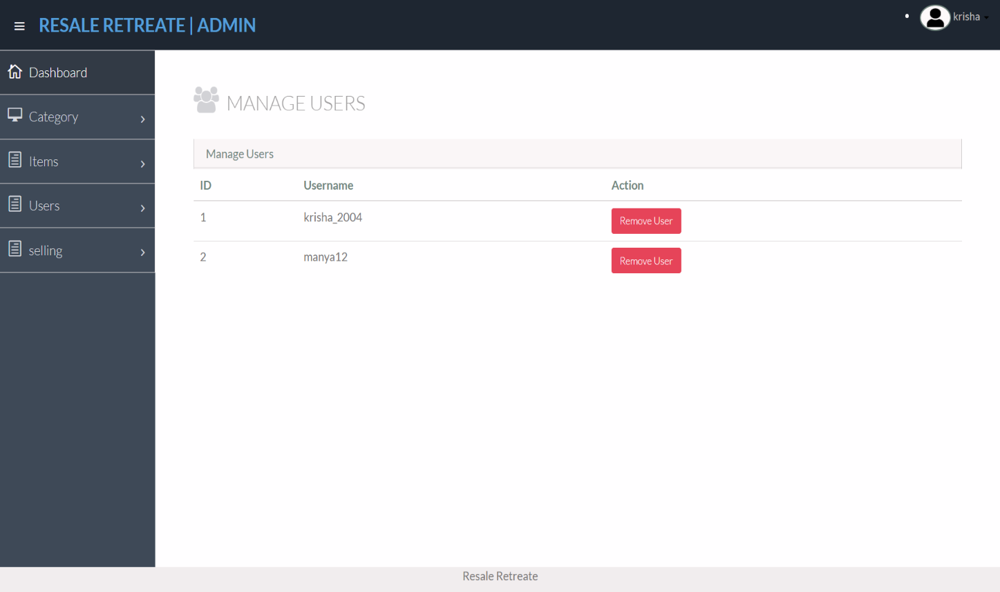 RESALE RETREATE | ADMIN
krisha
Dashboard
Category
Items
Users
selling
MANAGE USERS
Manage Users
ID Username Action
1 krisha_2004 Remove User
2 manya12 Remove User
Resale Retreate